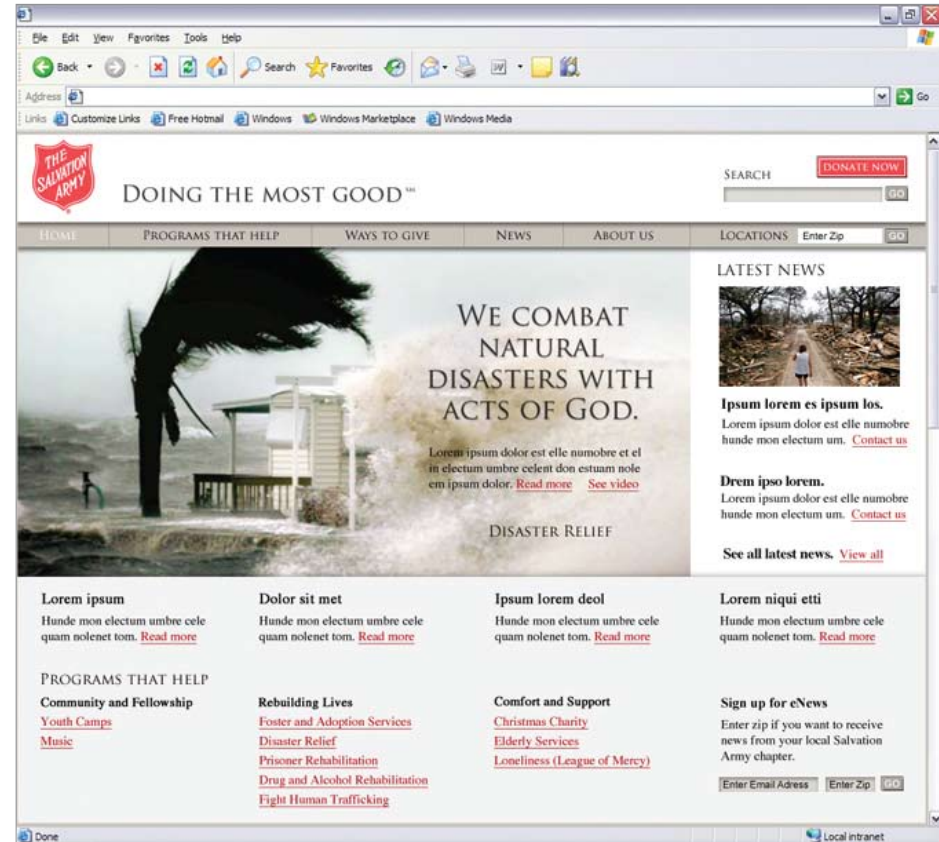 File Edit View Favorites Tools Help
Back Search Favorites
Address Go
Links Customize Links Free Hotmail Windows Windows Marketplace Windows Media
THE
SALVATION
ARMY
DOING THE MOST GOOD℠
SEARCH
DONATE NOW
GO
HOME PROGRAMS THAT HELP WAYS TO GIVE NEWS ABOUT US LOCATIONS Enter Zip GO
WE COMBAT
NATURAL
DISASTERS WITH
ACTS OF GOD.
Lorem ipsum dolor est elle numobre et el
in electum umbre celent don estuam nole
em ipsum dolor. Read more See video
DISASTER RELIEF
LATEST NEWS
Ipsum lorem es ipsum los.
Lorem ipsum dolor est elle numobre
hunde mon electum um. Contact us
Drem ipso lorem.
Lorem ipsum dolor est elle numobre
hunde mon electum um. Contact us
See all latest news. View all
Lorem ipsum
Hunde mon electum umbre cele
quam nolenet tom. Read more
Dolor sit met
Hunde mon electum umbre cele
quam nolenet tom. Read more
Ipsum lorem deol
Hunde mon electum umbre cele
quam nolenet tom. Read more
Lorem niqui etti
Hunde mon electum umbre cele
quam nolenet tom. Read more
PROGRAMS THAT HELP
Community and Fellowship
Youth Camps
Music
Rebuilding Lives
Foster and Adoption Services
Disaster Relief
Prisoner Rehabilitation
Drug and Alcohol Rehabilitation
Fight Human Trafficking
Comfort and Support
Christmas Charity
Elderly Services
Loneliness (League of Mercy)
Sign up for eNews
Enter zip if you want to receive
news from your local Salvation
Army chapter.
Enter Email Adress Enter Zip GO
Done Local intranet